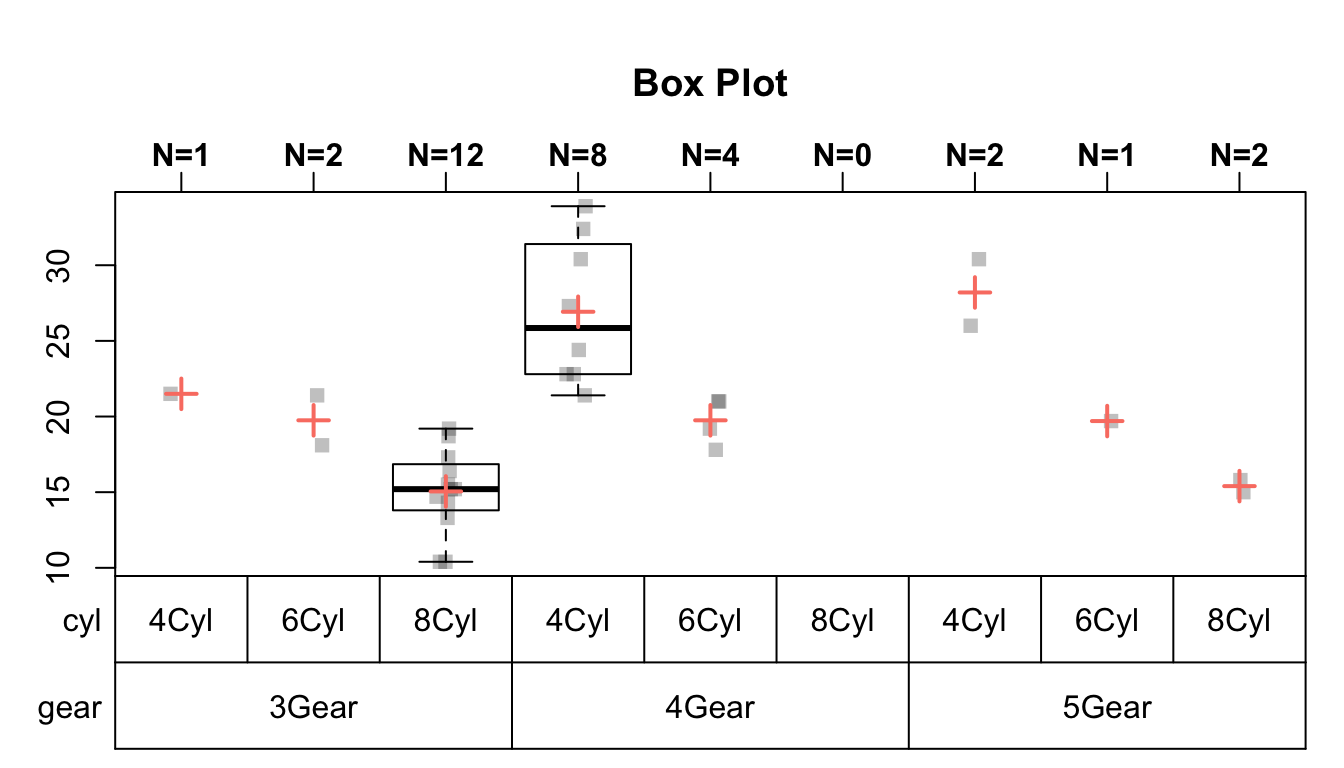 Box Plot
N=1 N=2 N=12 N=8 N=4 N=0 N=2 N=1 N=2
30
25
20
15
10
cyl 4Cyl 6Cyl 8Cyl 4Cyl 6Cyl 8Cyl 4Cyl 6Cyl 8Cyl
gear 3Gear 4Gear 5Gear